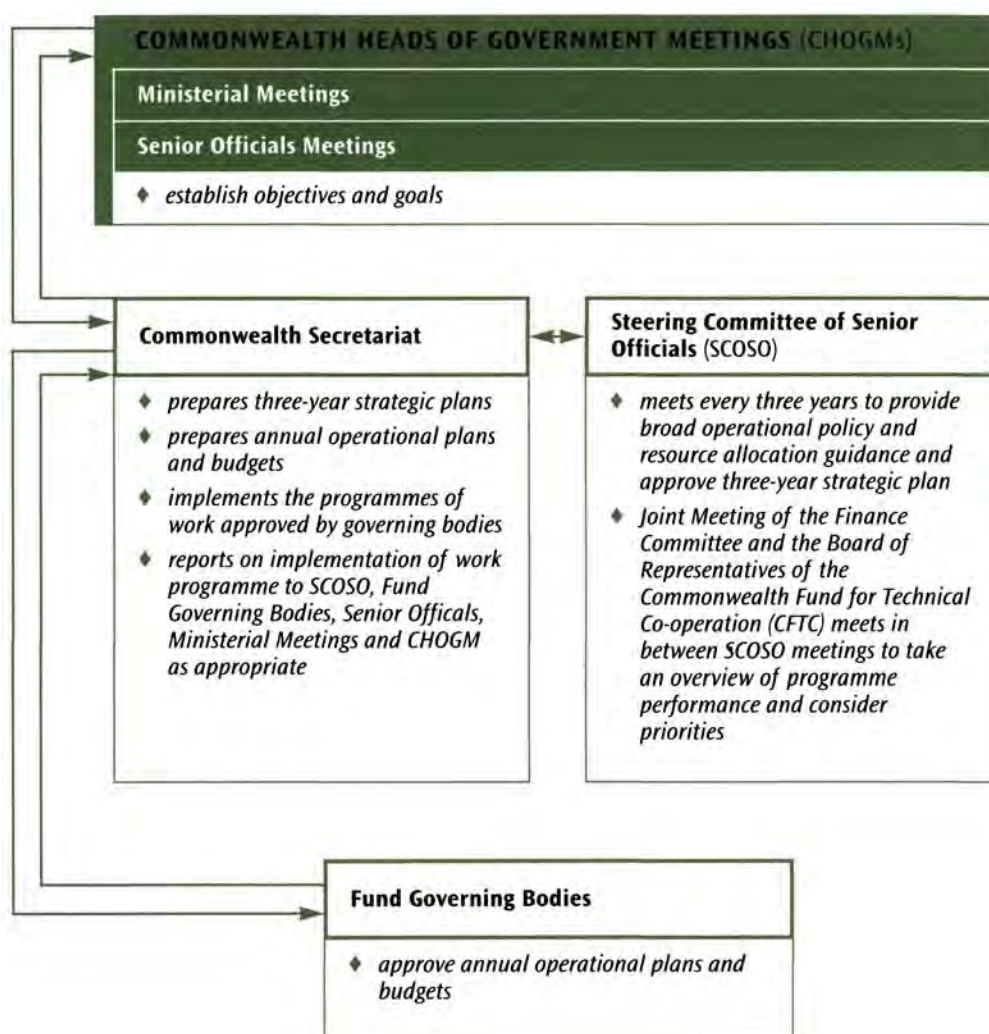 COMMONWEALTH HEADS OF GOVERNMENT MEETINGS (CHOGMs)
Ministerial Meetings
Senior Officials Meetings
♦ establish objectives and goals
Commonwealth Secretariat
♦ prepares three-year strategic plans
♦ prepares annual operational plans
and budgets
♦ implements the programmes of
work approved by governing bodies
♦ reports on implementation of work
programme to SCOSO, Fund
Governing Bodies, Senior Officals,
Ministerial Meetings and CHOGM
as appropriate
Steering Committee of Senior
Officials (SCOSO)
♦ meets every three years to provide
broad operational policy and
resource allocation guidance and
approve three-year strategic plan
♦ Joint Meeting of the Finance
Committee and the Board of
Representatives of the
Commonwealth Fund for Technical
Co-operation (CFTC) meets in
between SCOSO meetings to take
an overview of programme
performance and consider
priorities
Fund Governing Bodies
♦ approve annual operational plans and
budgets